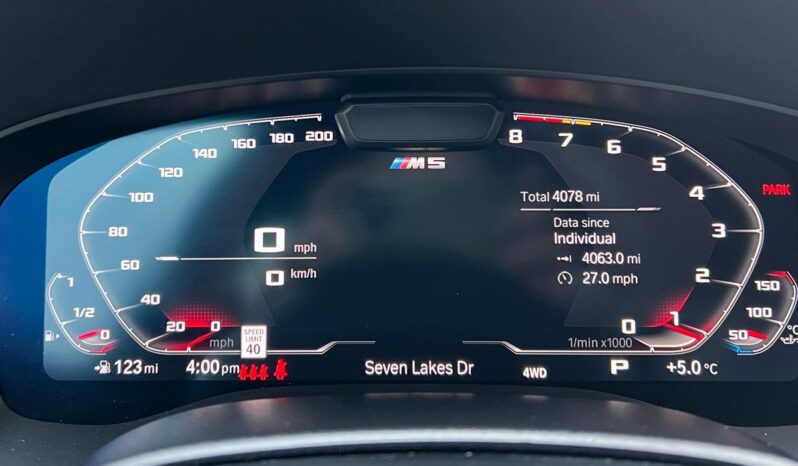 200
180
160
140
120
100
80
60
40
20
0
mph
0 mph
0 km/h
SPEED
LIMIT
40
M5
8
7
6
5
4
3
2
1
0
1/min x1000
Total 4078 mi
Data since
Individual
4063.0 mi
27.0 mph
PARK
1
1/2
0
150
100
50
°C
123 mi
4:00 pm
Seven Lakes Dr
4WD
P
+5.0 °C